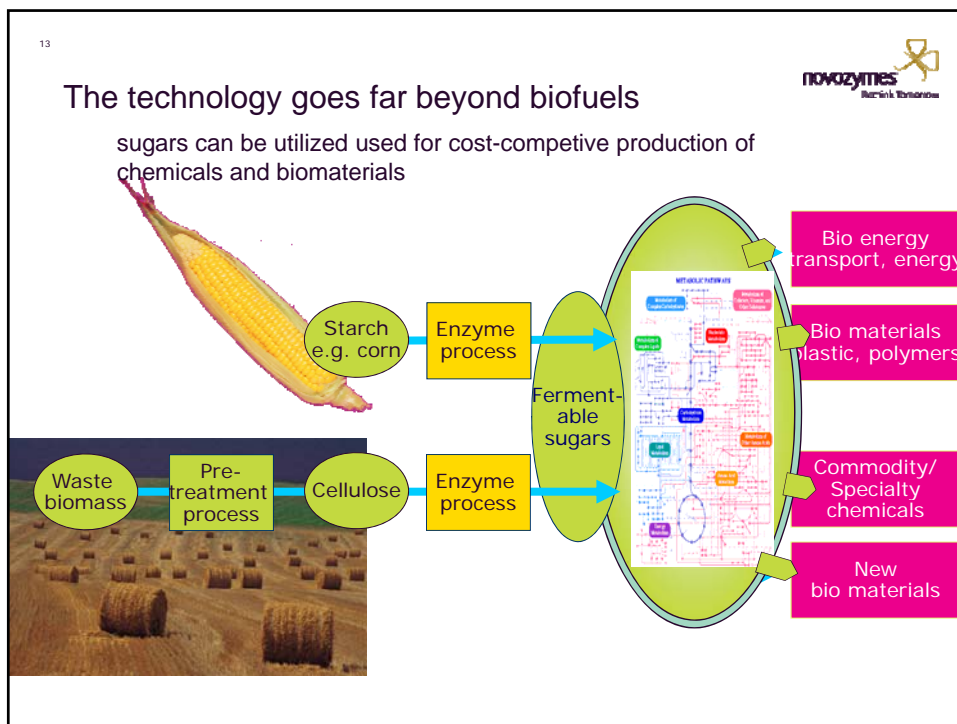 13
novozymes
Rethink Tomorrow
The technology goes far beyond biofuels
sugars can be utilized used for cost-competive production of
chemicals and biomaterials
Starch
e.g. corn
Enzyme
process
Waste
biomass
Pre-
treatment
process
Cellulose
Enzyme
process
Ferment-
able
sugars
METABOLIC PATHWAYS
Bio energy
transport, energy
Bio materials
plastic, polymers
Commodity/
Specialty
chemicals
New
bio materials